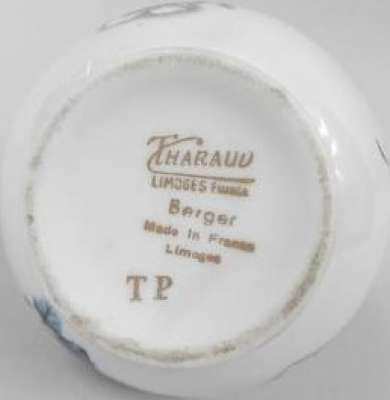 THARAUD
LIMOGES France
Berger
Made in France
Limoges
TP